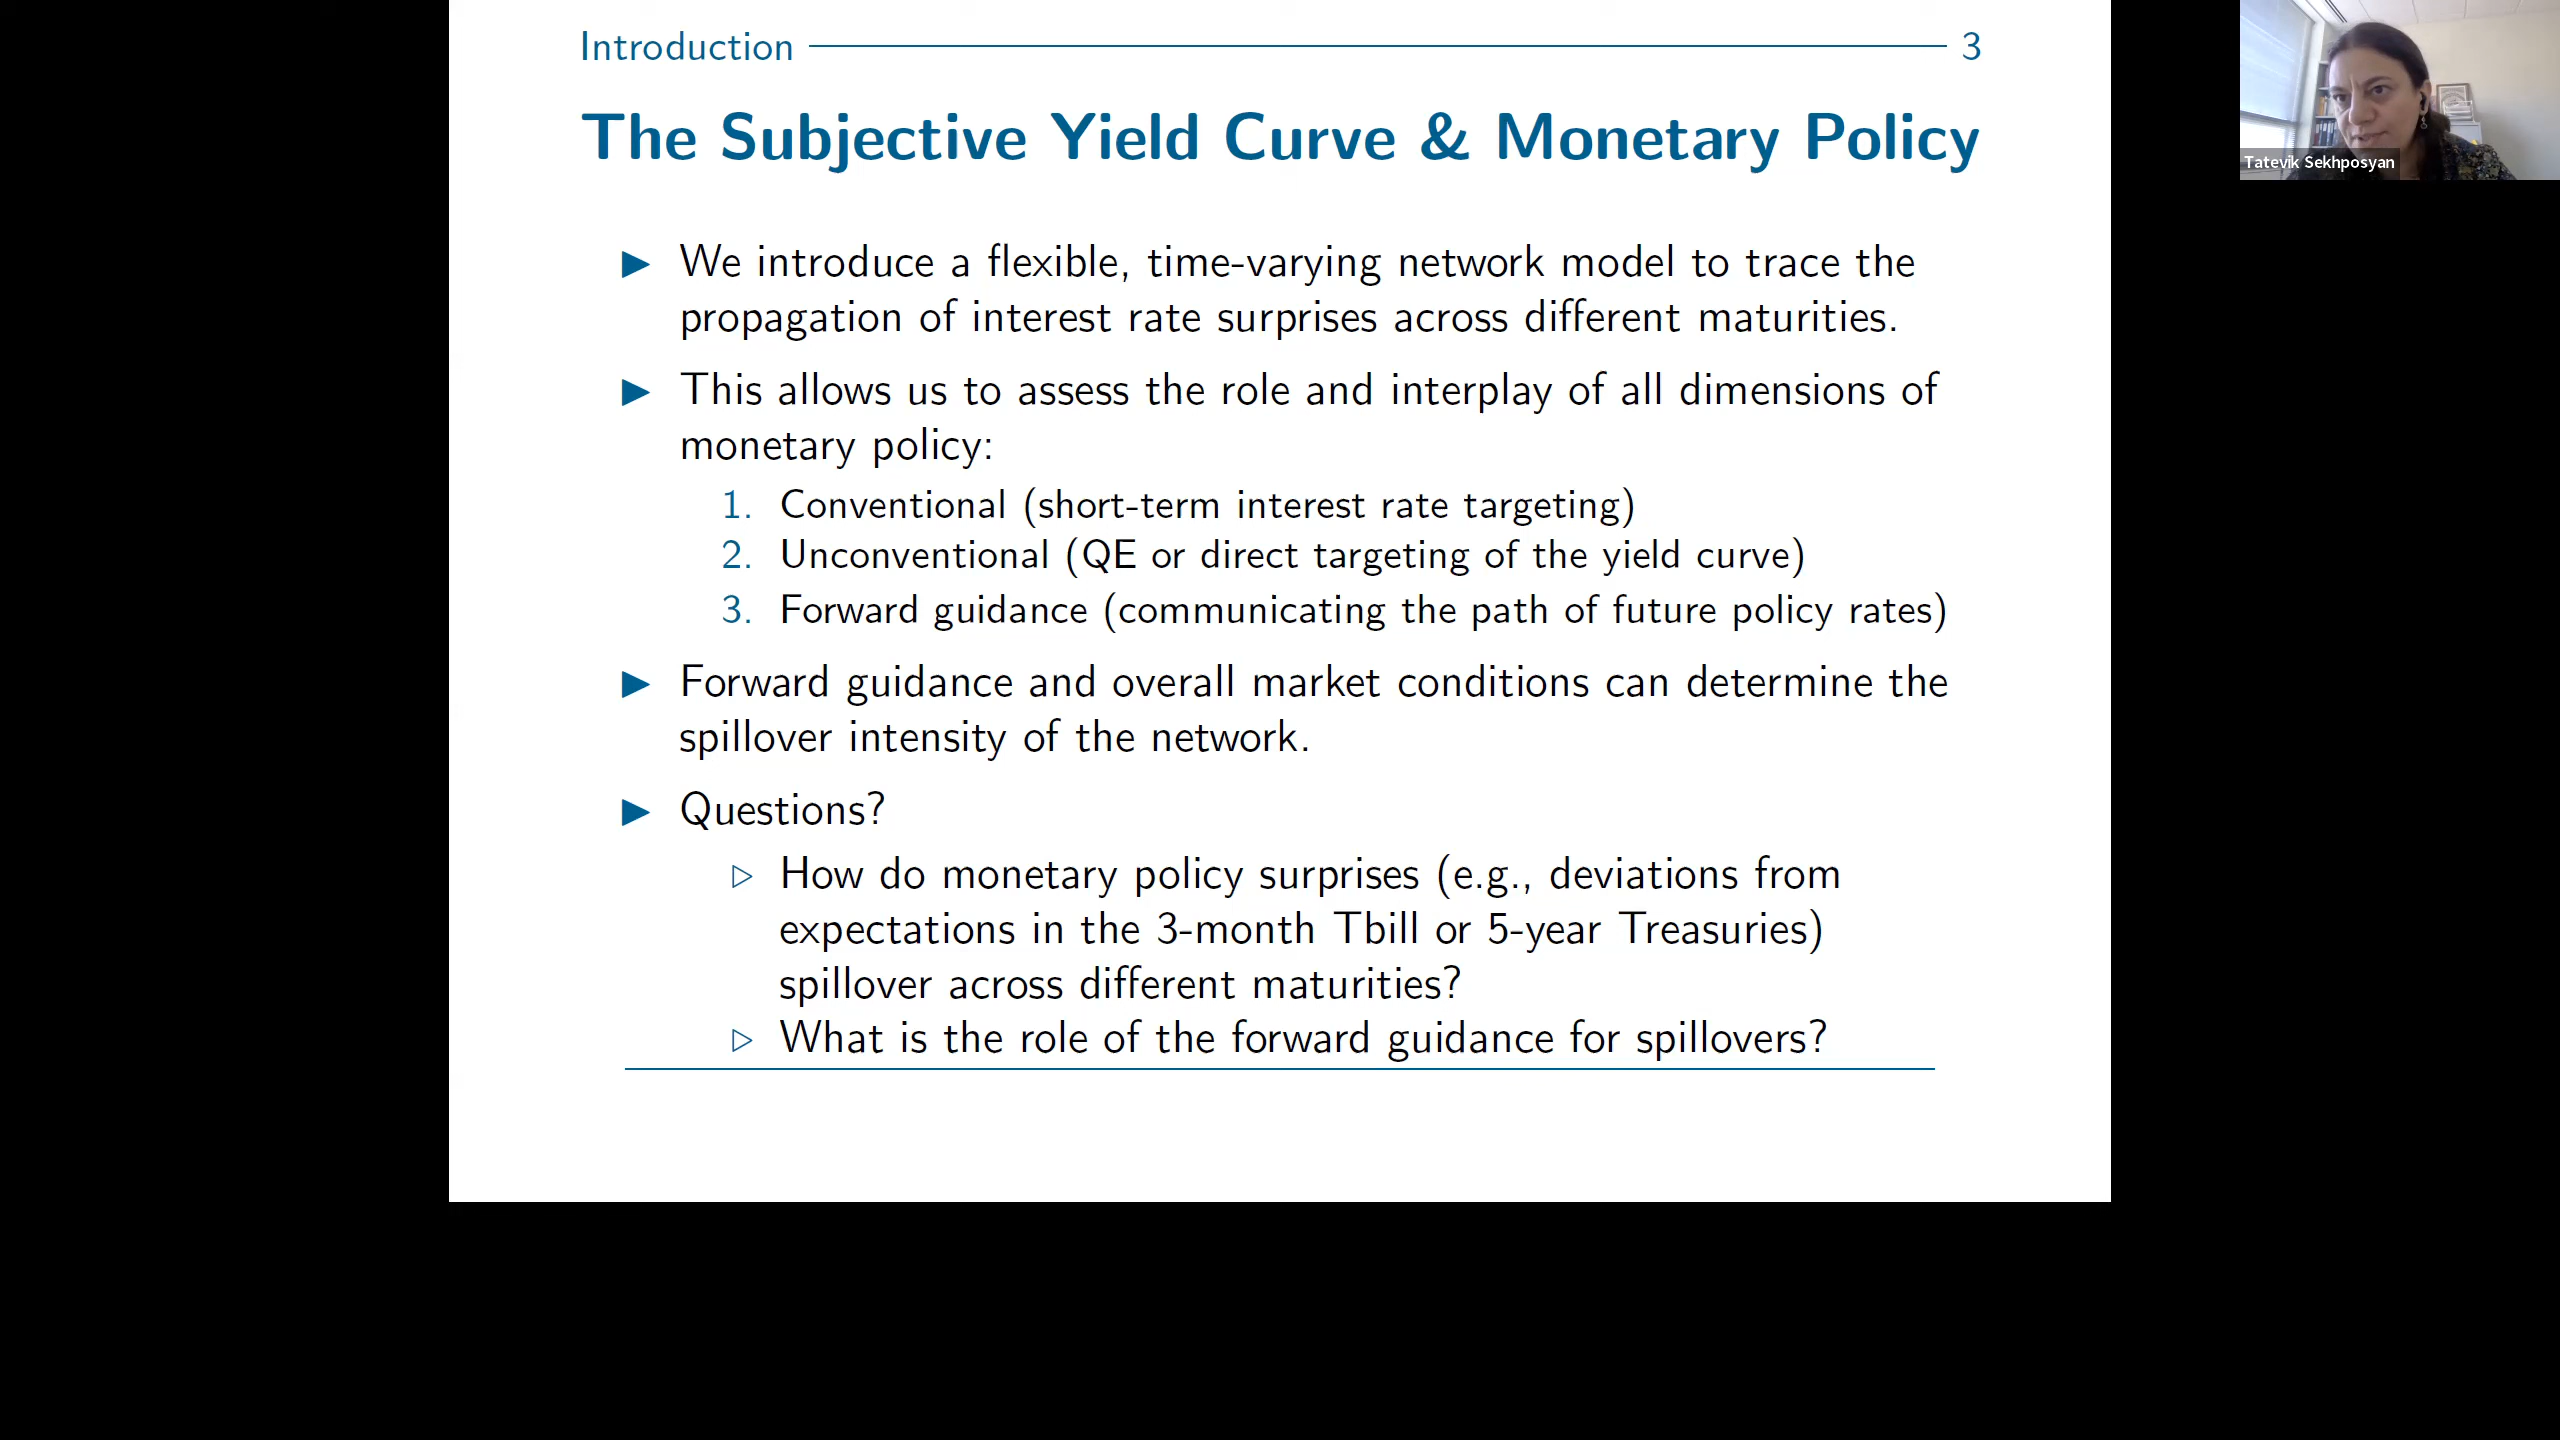 Introduction 3
The Subjective Yield Curve & Monetary Policy
▶ We introduce a flexible, time-varying network model to trace the
propagation of interest rate surprises across different maturities.
▶ This allows us to assess the role and interplay of all dimensions of
monetary policy:
1. Conventional (short-term interest rate targeting)
2. Unconventional (QE or direct targeting of the yield curve)
3. Forward guidance (communicating the path of future policy rates)
▶ Forward guidance and overall market conditions can determine the
spillover intensity of the network.
▶ Questions?
▷ How do monetary policy surprises (e.g., deviations from
expectations in the 3-month Tbill or 5-year Treasuries)
spillover across different maturities?
▷ What is the role of the forward guidance for spillovers?
Tatevik Sekhposyan